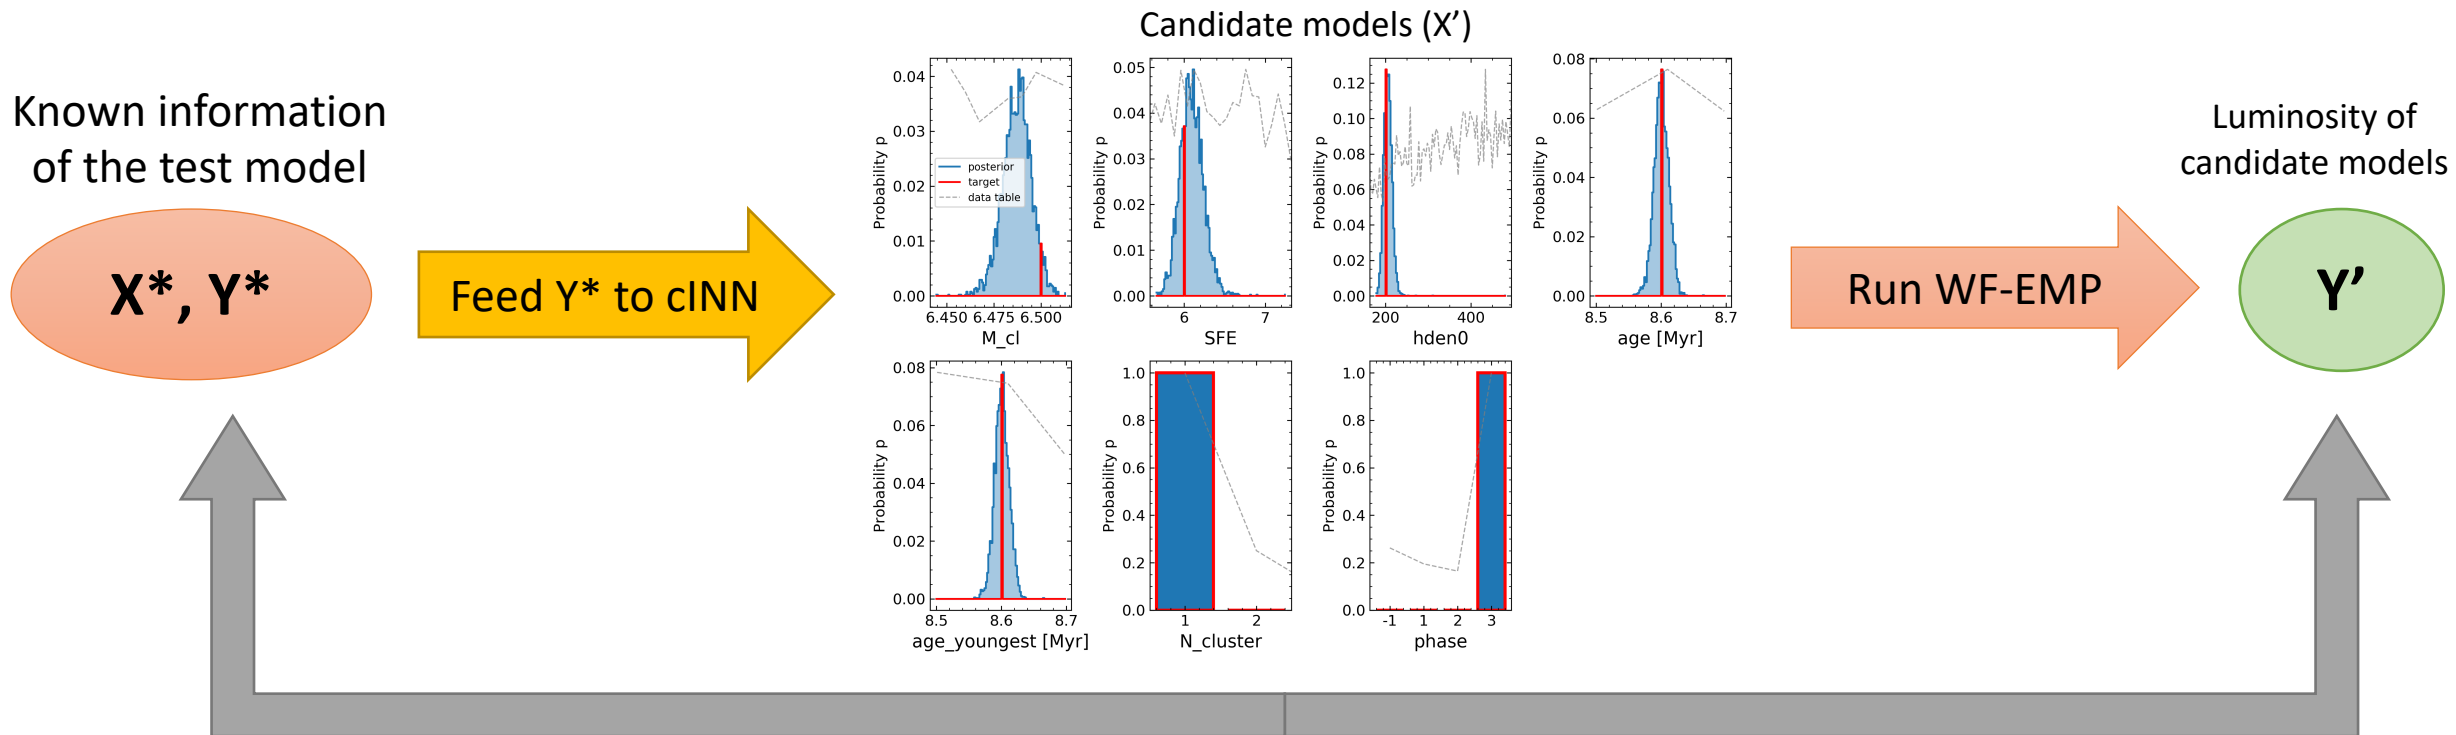 Candidate models (X’)
Known information
of the test model
X*, Y*
Feed Y* to cINN
Probability p
0.04
0.03
0.02
0.01
0.00
posterior
target
data table
6.450 6.475 6.500
M_cl
Probability p
0.05
0.04
0.03
0.02
0.01
0.00
6 7
SFE
Probability p
0.12
0.10
0.08
0.06
0.04
0.02
0.00
200 400
hden0
Probability p
0.08
0.06
0.04
0.02
0.00
8.5 8.6 8.7
age [Myr]
Probability p
0.08
0.06
0.04
0.02
0.00
8.5 8.6 8.7
age_youngest [Myr]
Probability p
1.0
0.8
0.6
0.4
0.2
0.0
1 2
N_cluster
Probability p
1.0
0.8
0.6
0.4
0.2
0.0
-1 1 2 3
phase
Run WF-EMP
Luminosity of
candidate models
Y’